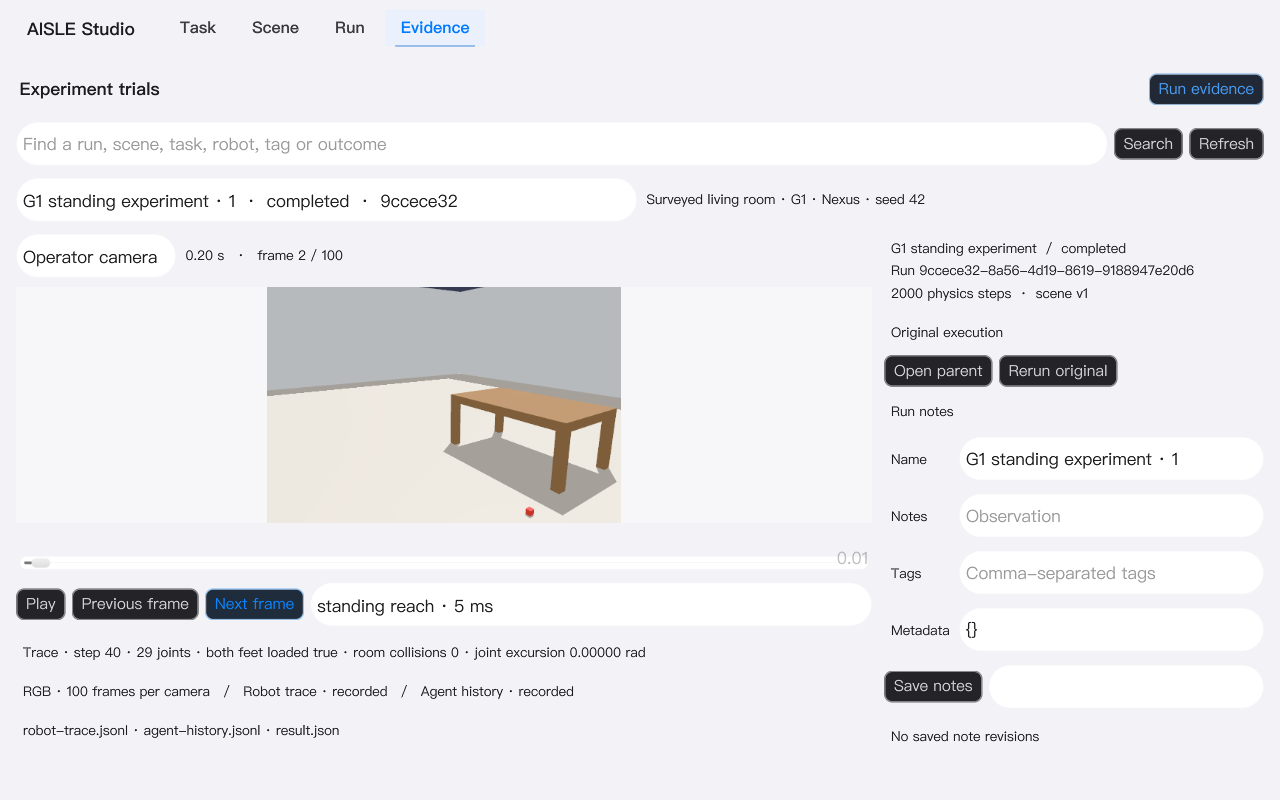 AISLE Studio Task Scene Run Evidence
Experiment trials Run evidence
Find a run, scene, task, robot, tag or outcome Search Refresh
G1 standing experiment · 1 · completed · 9ccece32 Surveyed living room · G1 · Nexus · seed 42
Operator camera 0.20 s · frame 2 / 100
G1 standing experiment / completed
Run 9ccece32-8a56-4d19-8619-9188947e20d6
2000 physics steps · scene v1
Original execution
Open parent Rerun original
Run notes
Name G1 standing experiment · 1
Notes Observation
Tags Comma-separated tags
Metadata {}
Save notes
No saved note revisions
0.01
Play Previous frame Next frame standing reach · 5 ms
Trace · step 40 · 29 joints · both feet loaded true · room collisions 0 · joint excursion 0.00000 rad
RGB · 100 frames per camera / Robot trace · recorded / Agent history · recorded
robot-trace.jsonl · agent-history.jsonl · result.json